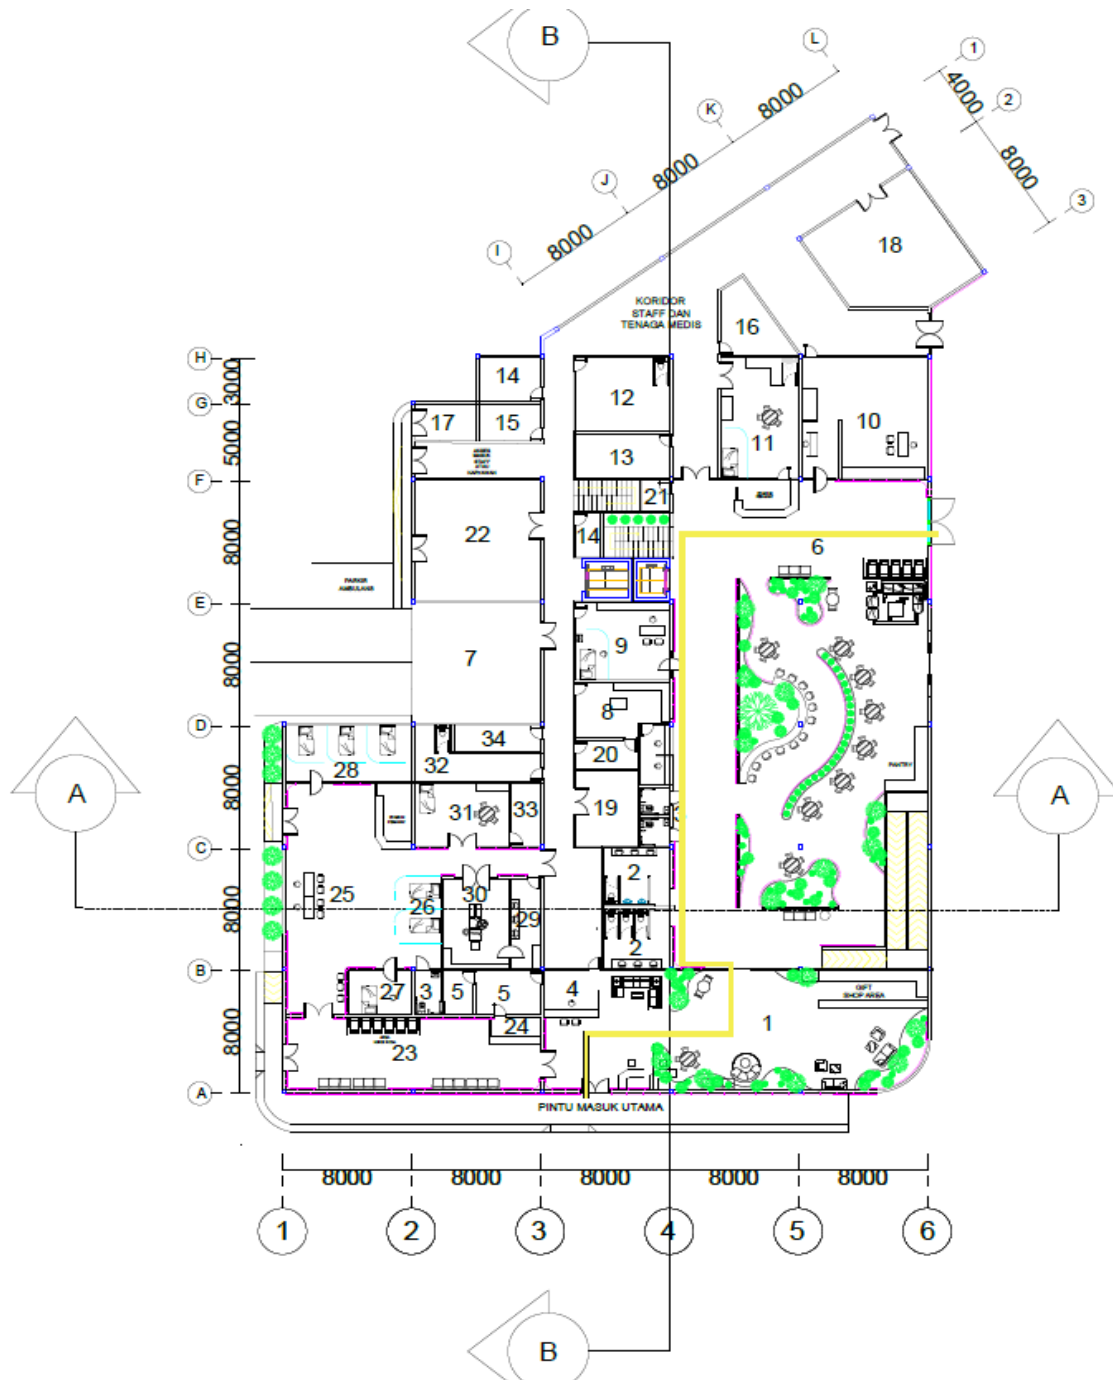 B
L
1
K
4000
2
8000
J
8000
8000
3
I
8000
18
KORIDOR
STAFF DAN
TENAGA MEDIS
16
H
3000
14
12
G
17
15
10
11
5000
13
F
21
14
6
22
8000
E
PARKIR
AMBULANS
9
7
8000
8
D
34
20
PANTRY
32
28
A
A
19
31
33
8000
C
2
25
26
30
29
8000
2
B
27
3
5
5
4
GIFT
SHOP AREA
24
1
23
8000
A
PINTU MASUK UTAMA
8000
8000
8000
8000
8000
1
2
3
4
5
6
B